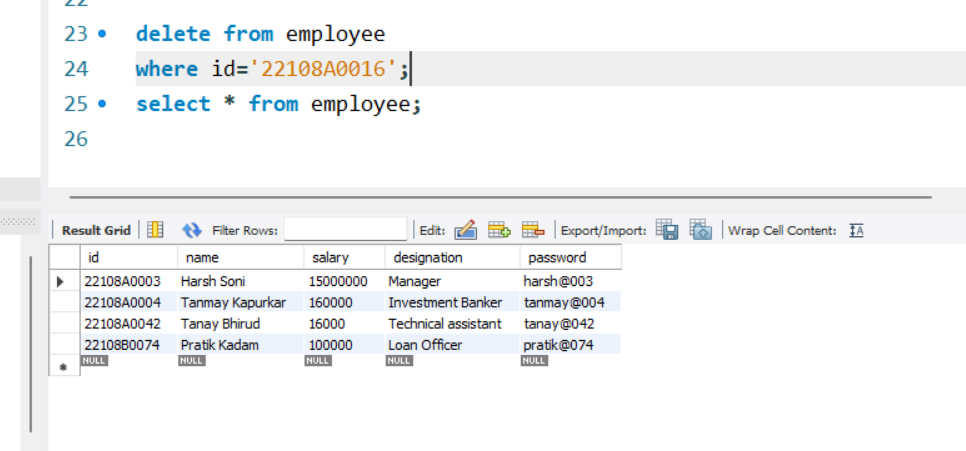 22
23 delete from employee
24 where id='22108A0016';
25 select * from employee;
26
Result Grid Filter Rows: Edit: Export/Import: Wrap Cell Content: IA
id name salary designation password
22108A0003 Harsh Soni 15000000 Manager harsh@003
22108A0004 Tanmay Kapurkar 160000 Investment Banker tanmay@004
22108A0042 Tanay Bhirud 16000 Technical assistant tanay@042
22108B0074 Pratik Kadam 100000 Loan Officer pratik@074
NULL NULL NULL NULL NULL